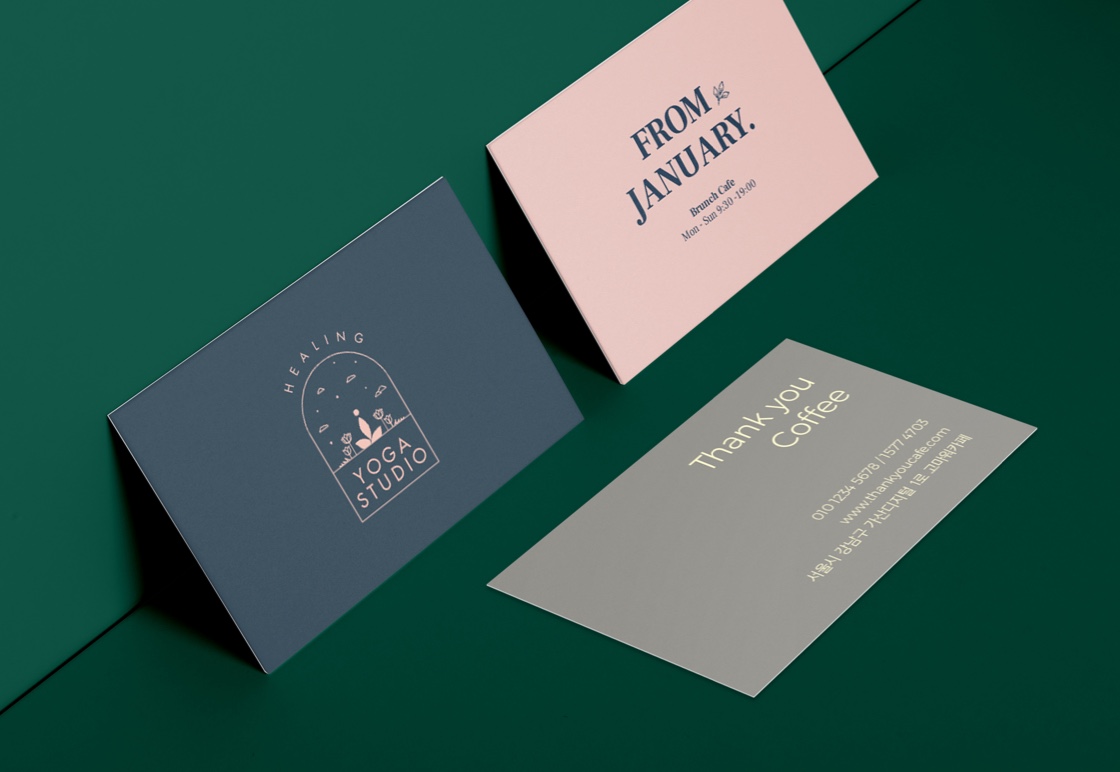 HEALING
YOGA
STUDIO
FROM
JANUARY.
Brunch Cafe
Mon - Sun 9:30 -19:00
Thank you
Coffee
010 1234 5678 / 1577 4703
www.thankyoucafe.com
서울시 강남구 가산디지털 1로 고마워카페